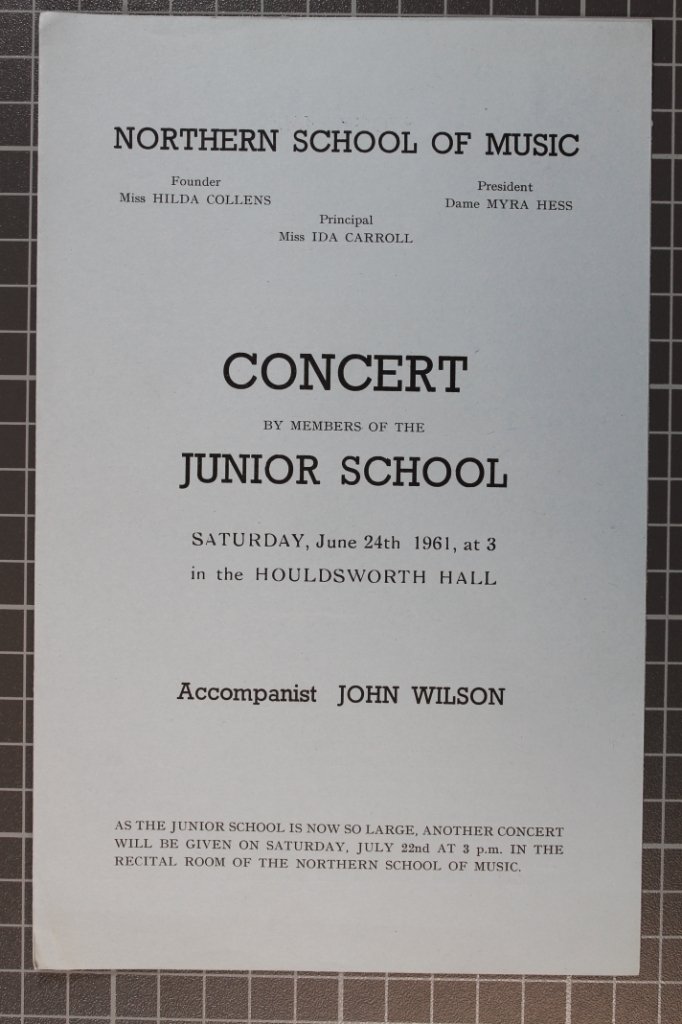 NORTHERN SCHOOL OF MUSIC
Founder
Miss HILDA COLLENS
President
Dame MYRA HESS
Principal
Miss IDA CARROLL
CONCERT
BY MEMBERS OF THE
JUNIOR SCHOOL
SATURDAY, June 24th 1961, at 3
in the HOULDSWORTH HALL
Accompanist JOHN WILSON
AS THE JUNIOR SCHOOL IS NOW SO LARGE, ANOTHER CONCERT
WILL BE GIVEN ON SATURDAY, JULY 22nd AT 3 p.m. IN THE
RECITAL ROOM OF THE NORTHERN SCHOOL OF MUSIC.